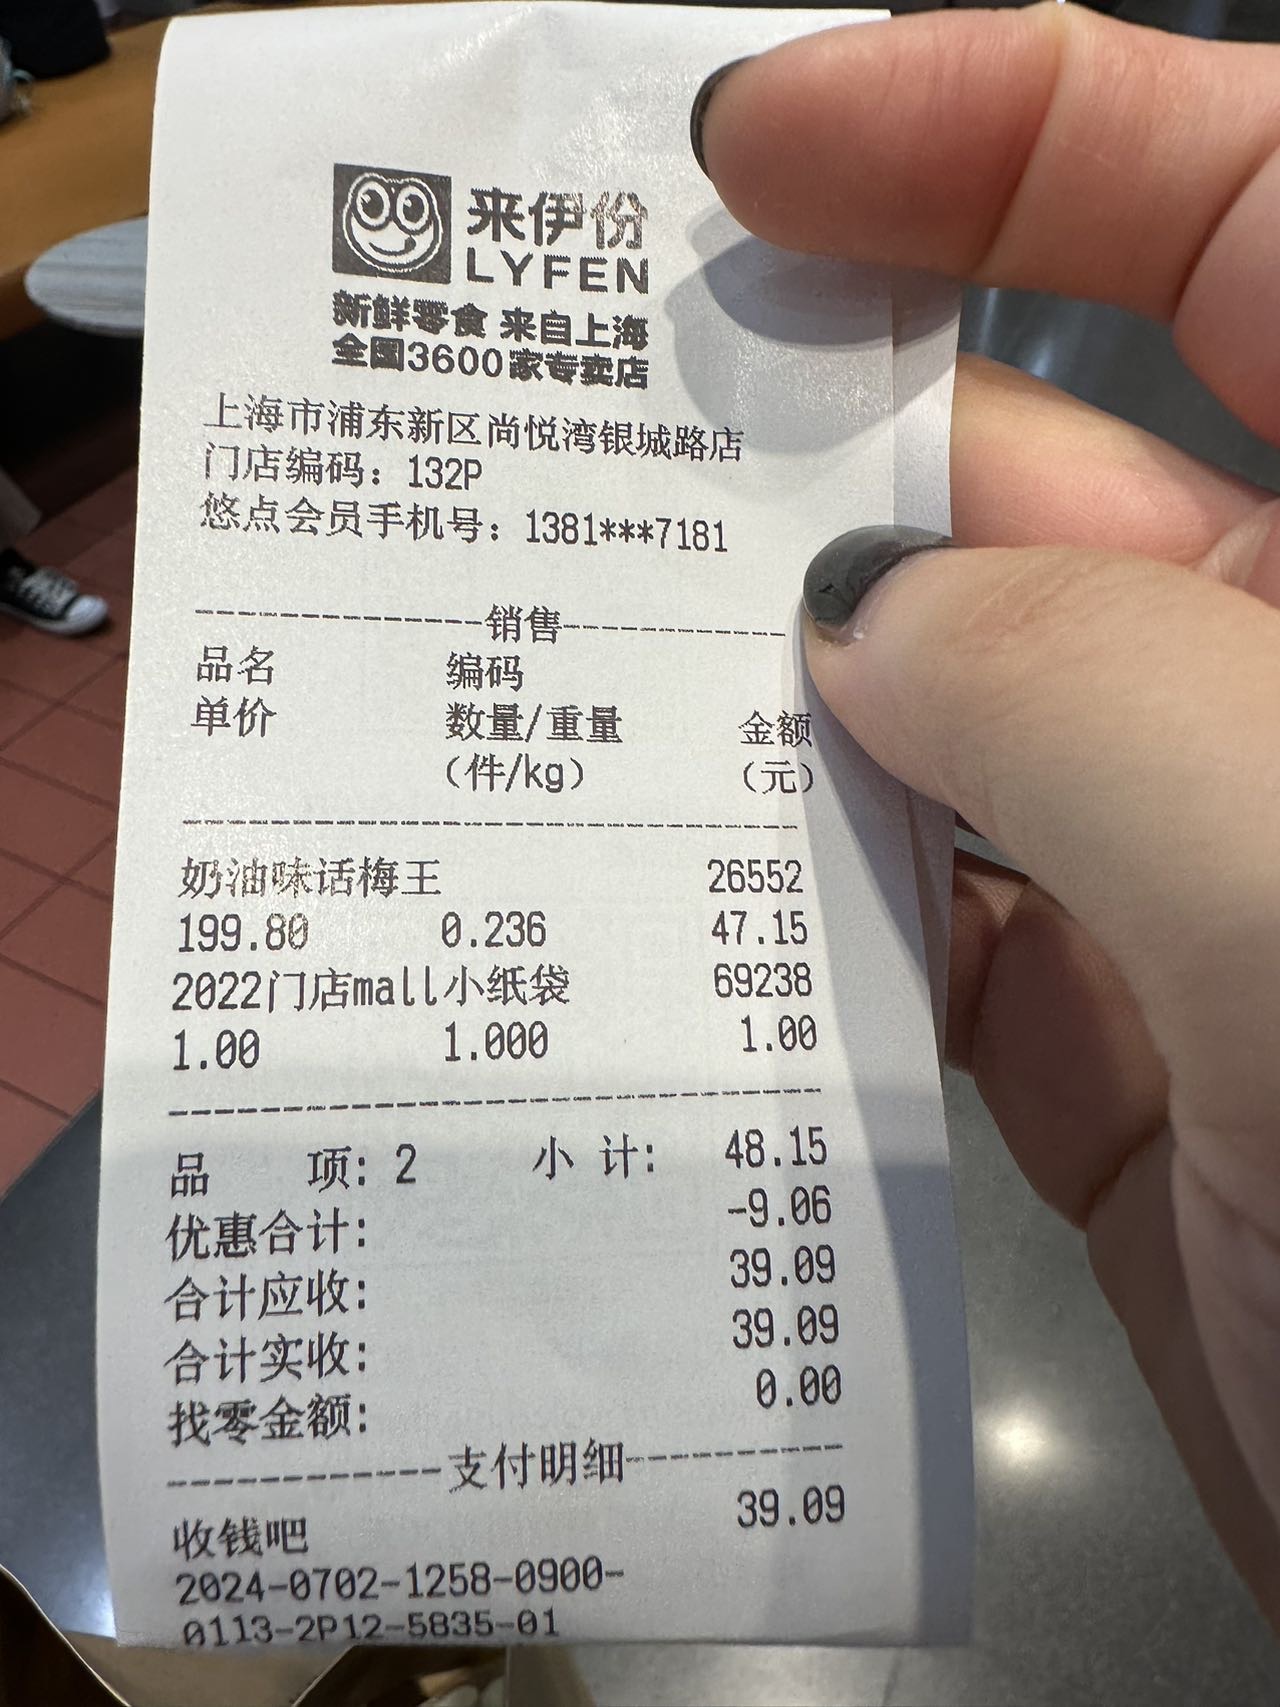 来伊份
LYFEN
新鲜零食 来自上海
全国3600家专卖店
上海市浦东新区尚悦湾银城路店
门店编码：132P
悠点会员手机号：1381***7181
------------销售------------
品名 编码
单价 数量/重量 金额
（件/kg） （元）
奶油味话梅王 26552
199.80 0.236 47.15
2022门店mall小纸袋 69238
1.00 1.000 1.00
品 项: 2 小 计: 48.15
优惠合计: -9.06
合计应收: 39.09
合计实收: 39.09
找零金额: 0.00
------------支付明细------------
收钱吧 39.09
2024-0702-1258-0900-
0113-2P12-5835-01